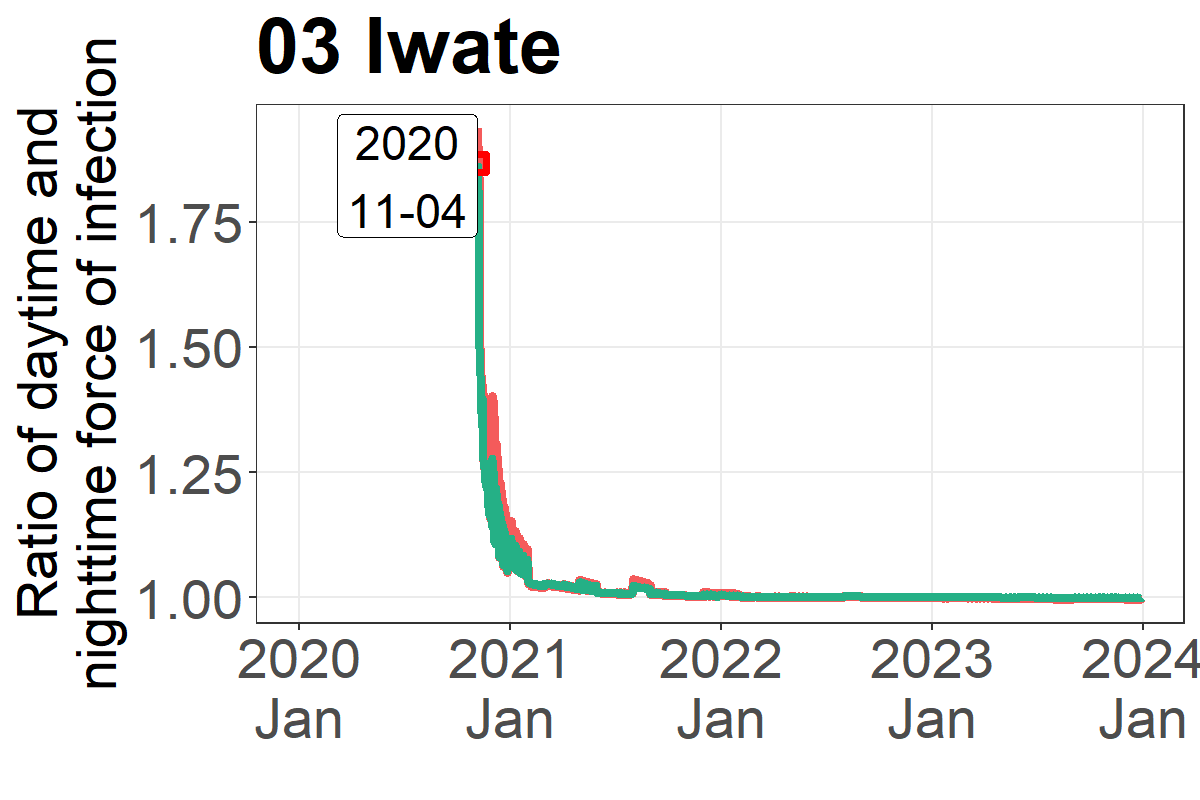 03 Iwate
Ratio of daytime and
nighttime force of infection
2020
11-04
1.75
1.50
1.25
1.00
2020
Jan
2021
Jan
2022
Jan
2023
Jan
2024
Jan